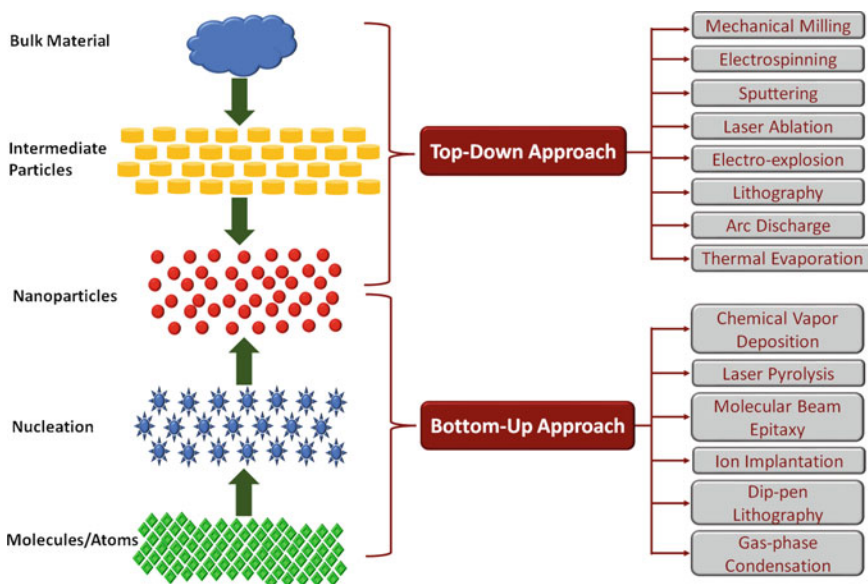 Bulk Material
Intermediate
Particles
Nanoparticles
Nucleation
Molecules/Atoms
Top-Down Approach
Bottom-Up Approach
Mechanical Milling
Electrospinning
Sputtering
Laser Ablation
Electro-explosion
Lithography
Arc Discharge
Thermal Evaporation
Chemical Vapor
Deposition
Laser Pyrolysis
Molecular Beam
Epitaxy
Ion Implantation
Dip-pen
Lithography
Gas-phase
Condensation